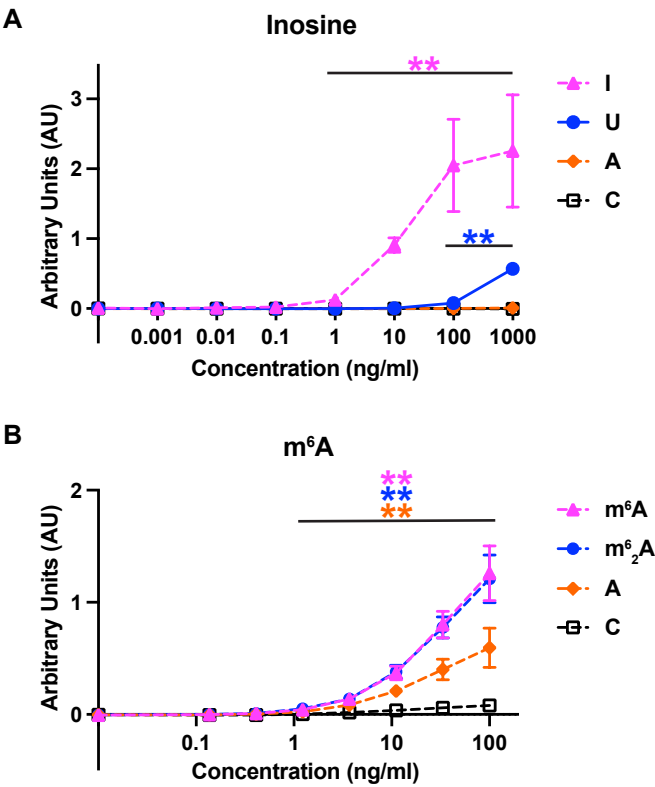 A
Inosine
**
3
2
1
0
Arbitrary Units (AU)
**
I
U
A
C
0.001 0.01 0.1 1 10 100 1000
Concentration (ng/ml)
B
m⁶A
**
**
**
2
1
0
Arbitrary Units (AU)
m⁶A
m⁶₂A
A
C
0.1 1 10 100
Concentration (ng/ml)